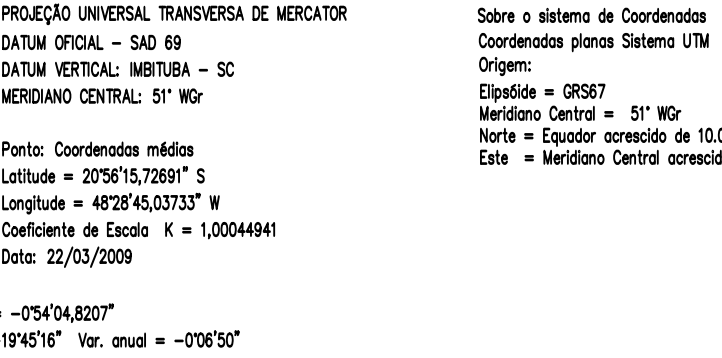 PROJEÇÃO UNIVERSAL TRANSVERSA DE MERCATOR
DATUM OFICIAL – SAD 69
DATUM VERTICAL: IMBITUBA – SC
MERIDIANO CENTRAL: 51° WGr
Ponto: Coordenadas médias
Latitude = 20°56'15,72691" S
Longitude = 48°28'45,03733" W
Coeficiente de Escala K = 1,00044941
Data: 22/03/2009
= –0°54'04,8207"
19°45'16" Var. anual = –0°06'50"
Sobre o sistema de Coordenadas
Coordenadas planas Sistema UTM
Origem:
Elipsóide = GRS67
Meridiano Central = 51° WGr
Norte = Equador acrescido de 10.0
Este = Meridiano Central acrescid